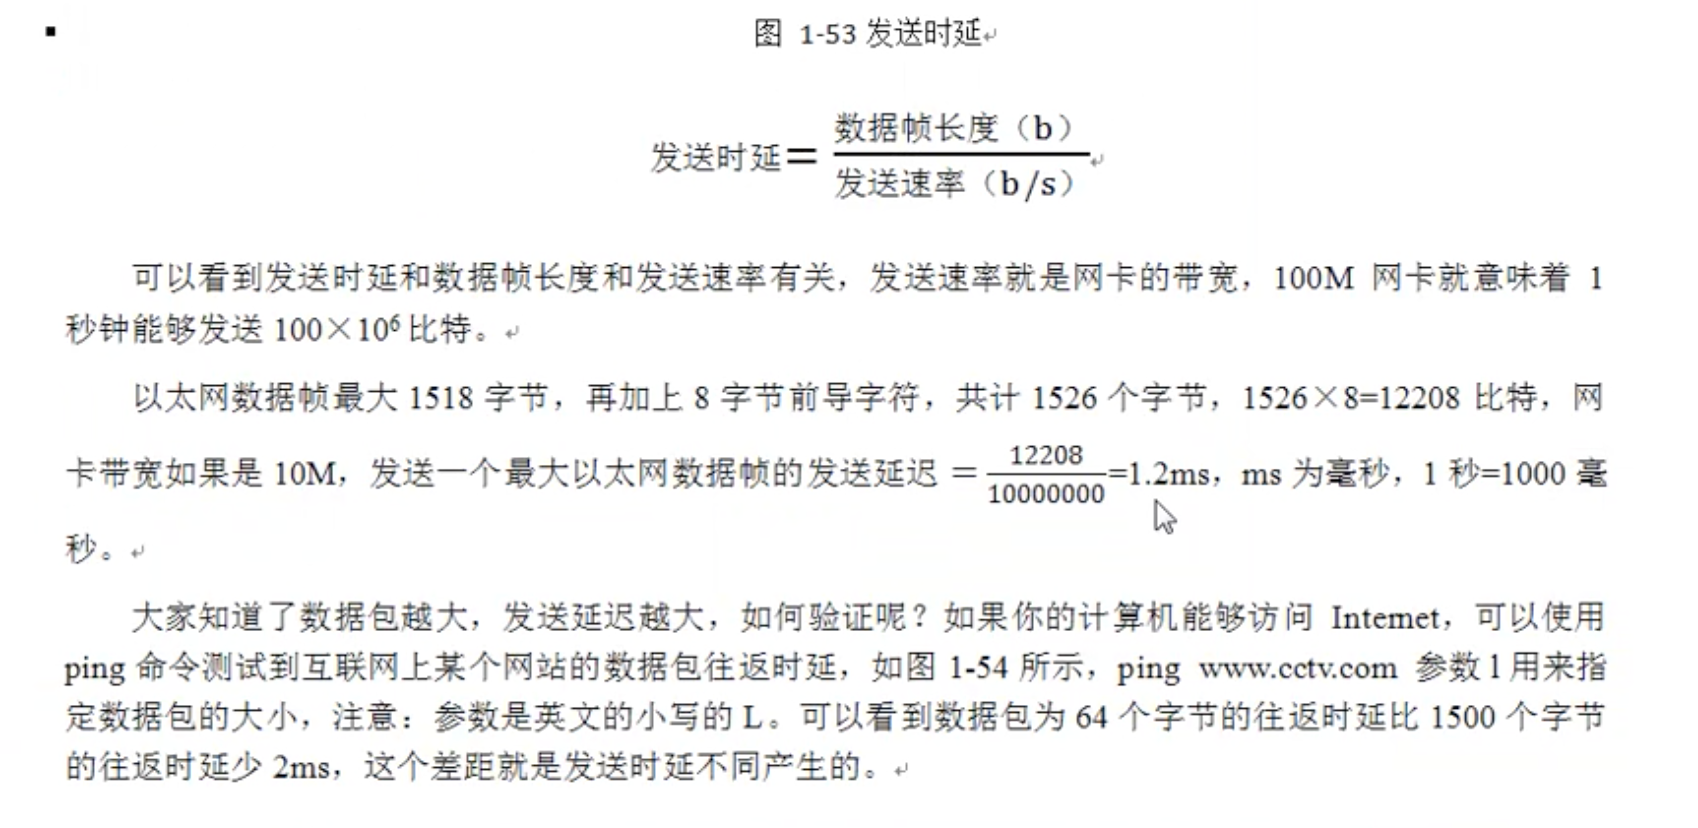 图 1-53 发送时延
发送时延= 数据帧长度（b）
发送速率（b/s）
可以看到发送时延和数据帧长度和发送速率有关，发送速率就是网卡的带宽，100M 网卡就意味着 1
秒钟能够发送 100×10⁶ 比特。
以太网数据帧最大 1518 字节，再加上 8 字节前导字符，共计 1526 个字节，1526×8=12208 比特，网
卡带宽如果是 10M，发送一个最大以太网数据帧的发送延迟 = 12208/10000000 =1.2ms，ms 为毫秒，1 秒=1000 毫
秒。
大家知道了数据包越大，发送延迟越大，如何验证呢？如果你的计算机能够访问 Internet，可以使用
ping 命令测试到互联网上某个网站的数据包往返时延，如图 1-54 所示，ping www.cctv.com 参数 l 用来指
定数据包的大小，注意：参数是英文的小写的 L。可以看到数据包为 64 个字节的往返时延比 1500 个字节
的往返时延少 2ms，这个差距就是发送时延不同产生的。